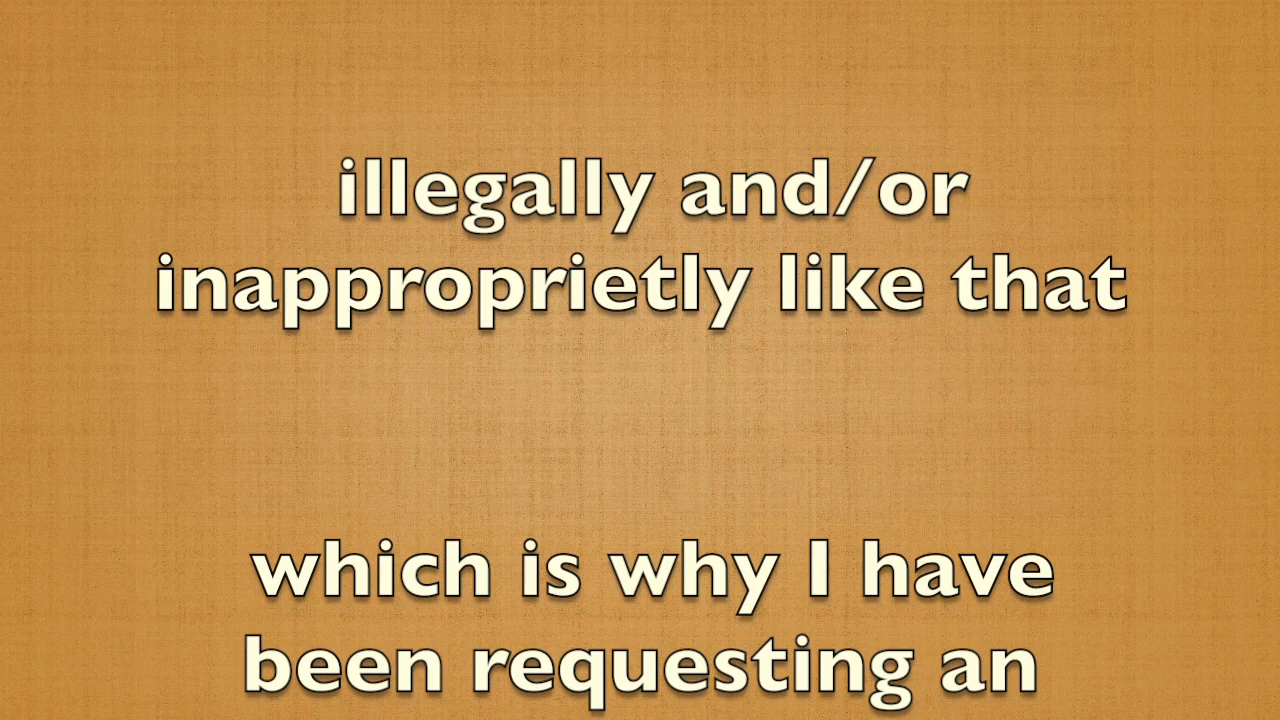 illegally and/or
inapproprietly like that
which is why I have
been requesting an